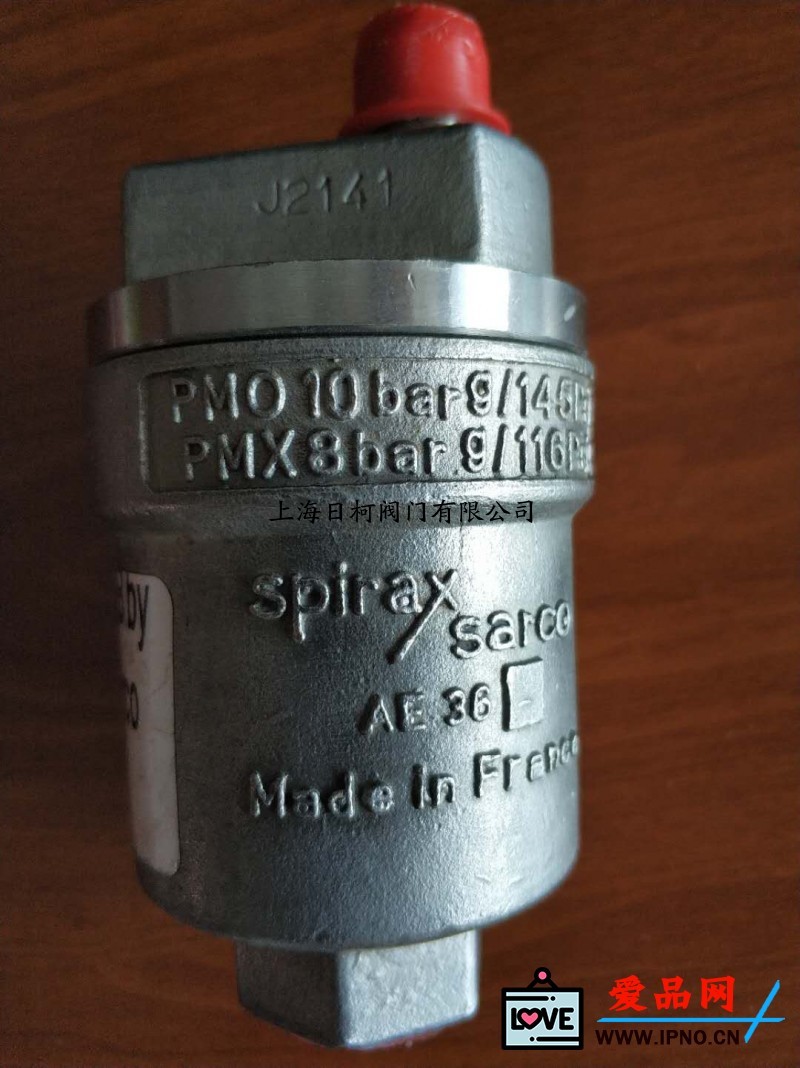 J2141
PMO 10 bar g/145
PMX 8 bar g/116
上海日柯阀门有限公司
by
spirax
sarco
AE 36
Made in France
LOVE
爱品网
WWW.IPNO.CN